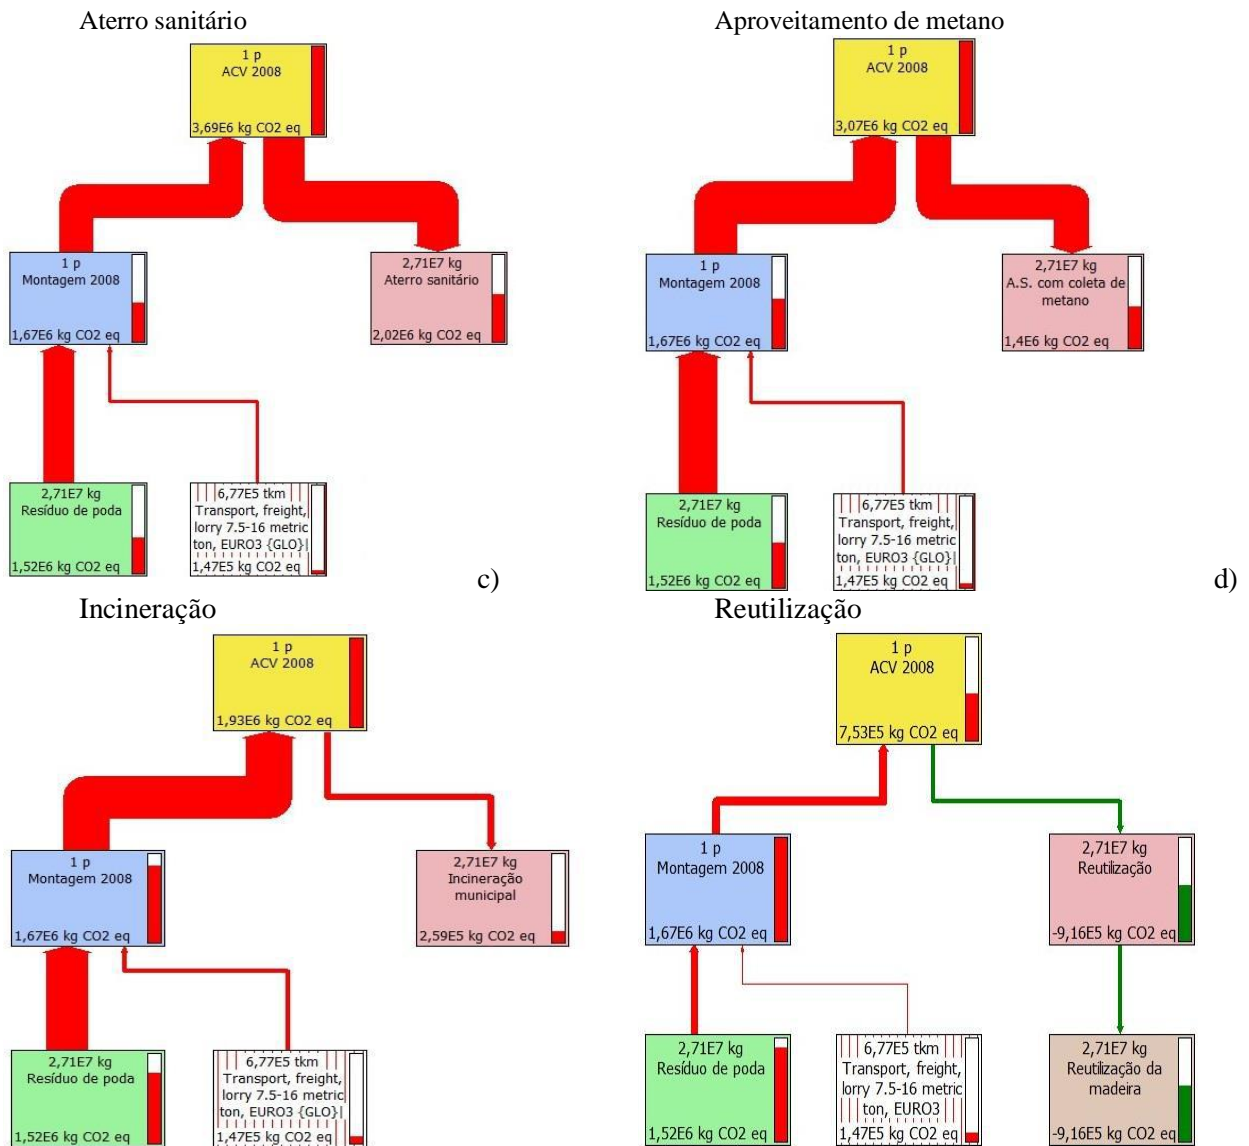 Aterro sanitário
1 p
ACV 2008
3,69E6 kg CO2 eq
1 p
Montagem 2008
1,67E6 kg CO2 eq
2,71E7 kg
Aterro sanitário
2,02E6 kg CO2 eq
2,71E7 kg
Resíduo de poda
1,52E6 kg CO2 eq
6,77E5 tkm
Transport, freight,
lorry 7.5-16 metric
ton, EURO3 {GLO}|
1,47E5 kg CO2 eq
Aproveitamento de metano
1 p
ACV 2008
3,07E6 kg CO2 eq
1 p
Montagem 2008
1,67E6 kg CO2 eq
2,71E7 kg
A.S. com coleta de
metano
1,4E6 kg CO2 eq
2,71E7 kg
Resíduo de poda
1,52E6 kg CO2 eq
6,77E5 tkm
Transport, freight,
lorry 7.5-16 metric
ton, EURO3 {GLO}|
1,47E5 kg CO2 eq
c)
Incineração
1 p
ACV 2008
1,93E6 kg CO2 eq
1 p
Montagem 2008
1,67E6 kg CO2 eq
2,71E7 kg
Incineração
municipal
2,59E5 kg CO2 eq
2,71E7 kg
Resíduo de poda
1,52E6 kg CO2 eq
6,77E5 tkm
Transport, freight,
lorry 7.5-16 metric
ton, EURO3 {GLO}|
1,47E5 kg CO2 eq
d)
Reutilização
1 p
ACV 2008
7,53E5 kg CO2 eq
1 p
Montagem 2008
1,67E6 kg CO2 eq
2,71E7 kg
Reutilização
-9,16E5 kg CO2 eq
2,71E7 kg
Resíduo de poda
1,52E6 kg CO2 eq
6,77E5 tkm
Transport, freight,
lorry 7.5-16 metric
ton, EURO3
1,47E5 kg CO2 eq
2,71E7 kg
Reutilização da
madeira
-9,16E5 kg CO2 eq